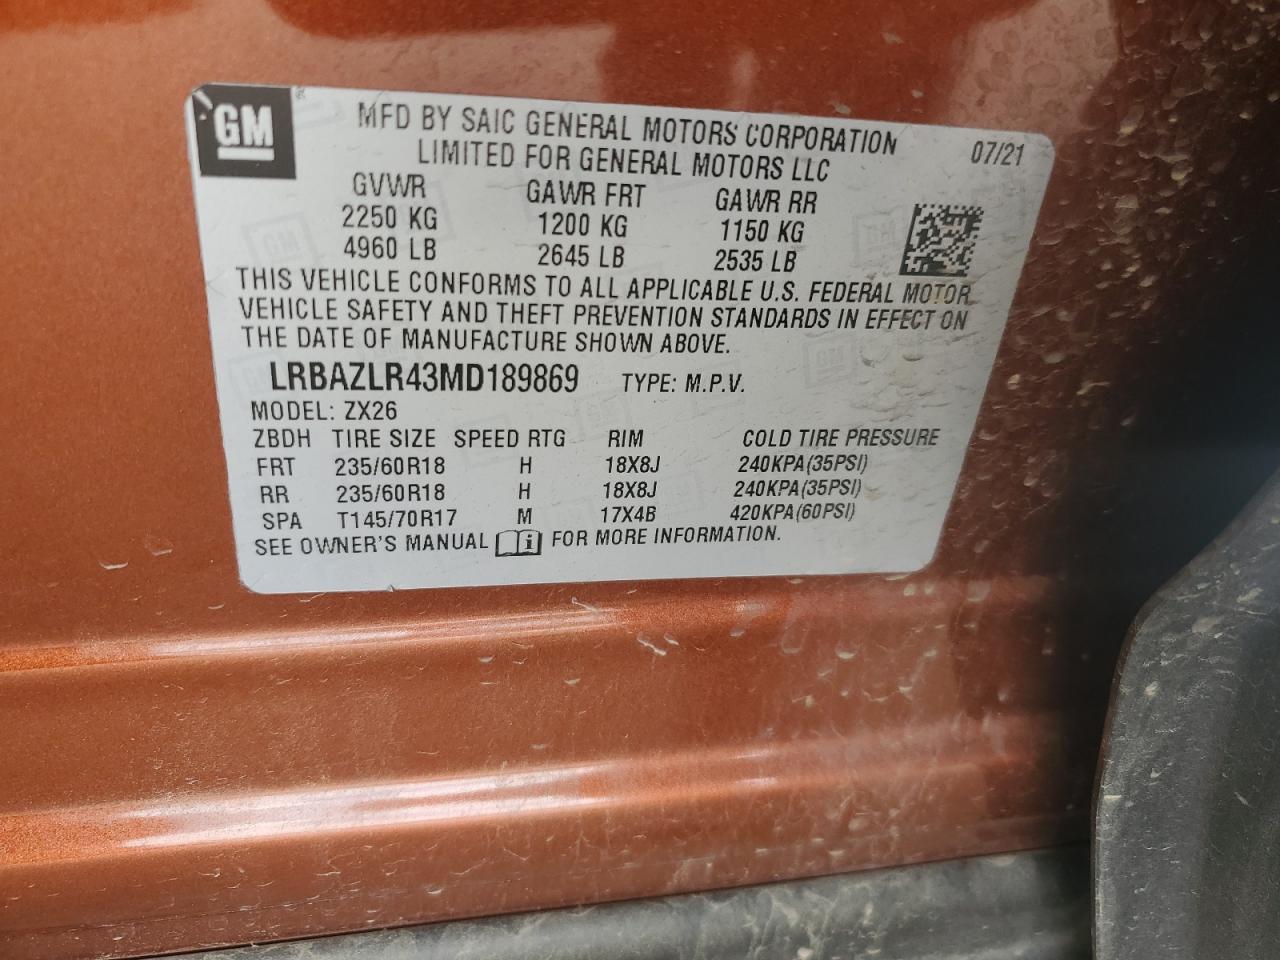 GM
MFD BY SAIC GENERAL MOTORS CORPORATION
LIMITED FOR GENERAL MOTORS LLC
07/21
GVWR GAWR FRT GAWR RR
2250 KG 1200 KG 1150 KG
4960 LB 2645 LB 2535 LB
THIS VEHICLE CONFORMS TO ALL APPLICABLE U.S. FEDERAL MOTOR
VEHICLE SAFETY AND THEFT PREVENTION STANDARDS IN EFFECT ON
THE DATE OF MANUFACTURE SHOWN ABOVE.
LRBAZLR43MD189869 TYPE: M.P.V.
MODEL: ZX26
ZBDH TIRE SIZE SPEED RTG RIM COLD TIRE PRESSURE
FRT 235/60R18 H 18X8J 240KPA(35PSI)
RR 235/60R18 H 18X8J 240KPA(35PSI)
SPA T145/70R17 M 17X4B 420KPA(60PSI)
SEE OWNER'S MANUAL i FOR MORE INFORMATION.